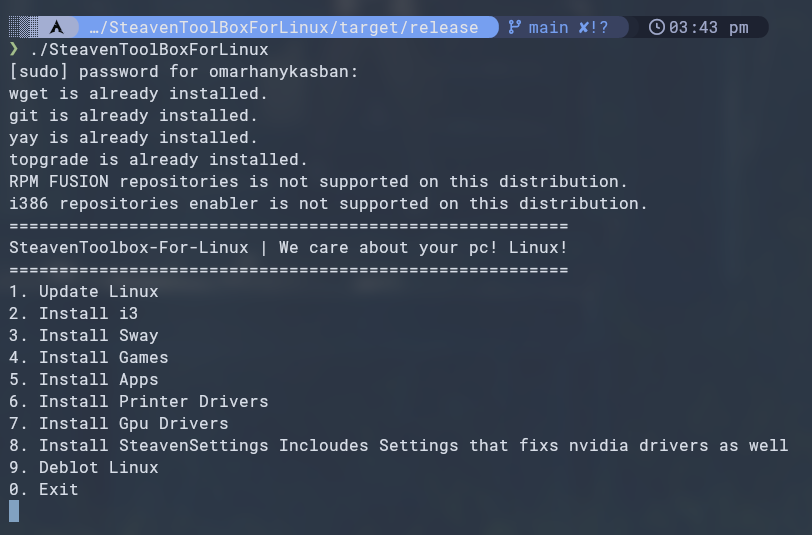 …/SteavenToolBoxForLinux/target/release main ✘!? 03:43 pm
❯ ./SteavenToolBoxForLinux
[sudo] password for omarhanykasban:
wget is already installed.
git is already installed.
yay is already installed.
topgrade is already installed.
RPM FUSION repositories is not supported on this distribution.
i386 repositories enabler is not supported on this distribution.
========================================================
SteavenToolbox-For-Linux | We care about your pc! Linux!
========================================================
1. Update Linux
2. Install i3
3. Install Sway
4. Install Games
5. Install Apps
6. Install Printer Drivers
7. Install Gpu Drivers
8. Install SteavenSettings Incloudes Settings that fixs nvidia drivers as well
9. Deblot Linux
0. Exit